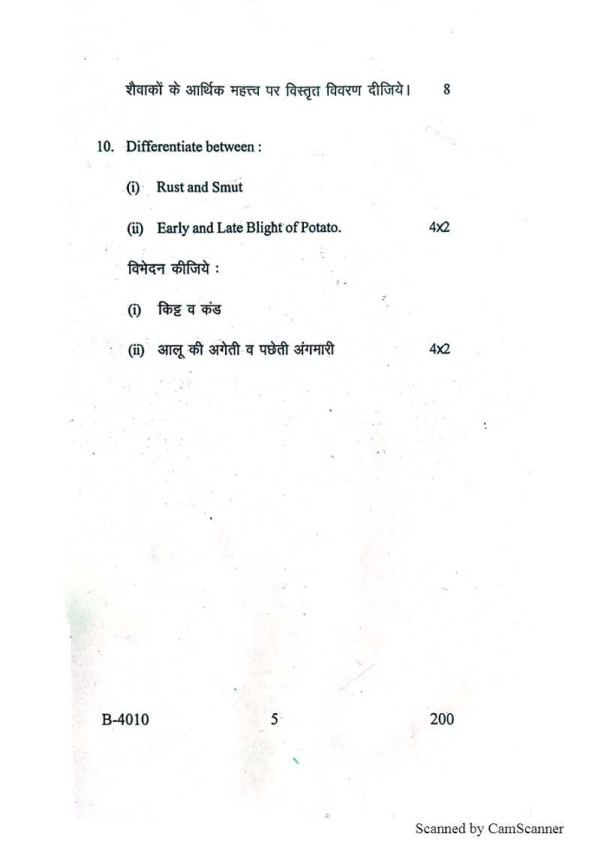 शैवाकों के आर्थिक महत्त्व पर विस्तृत विवरण दीजिये। 8
10. Differentiate between :
(i) Rust and Smut
(ii) Early and Late Blight of Potato. 4x2
विभेदन कीजिये :
(i) किट्ट व कंड
(ii) आलू की अगेती व पछेती अंगमारी 4x2
B-4010 5 200
Scanned by CamScanner